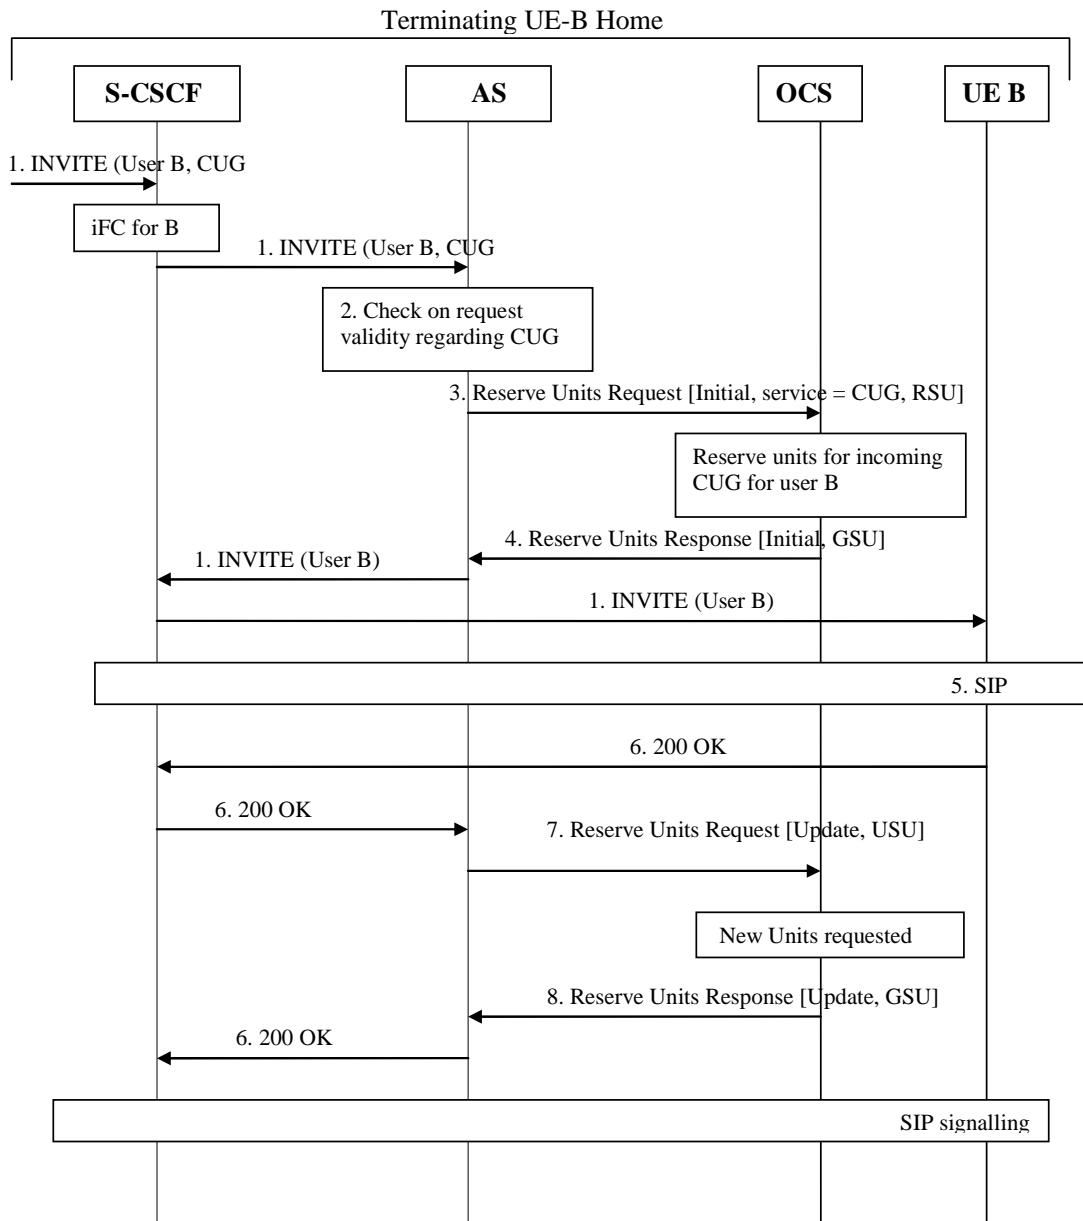 Terminating UE-B Home
S-CSCF
AS
OCS
UE B
1. INVITE (User B, CUG
iFC for B
1. INVITE (User B, CUG
2. Check on request
validity regarding CUG
3. Reserve Units Request [Initial, service = CUG, RSU]
Reserve units for incoming
CUG for user B
4. Reserve Units Response [Initial, GSU]
1. INVITE (User B)
1. INVITE (User B)
5. SIP
6. 200 OK
6. 200 OK
7. Reserve Units Request [Update, USU]
New Units requested
8. Reserve Units Response [Update, GSU]
6. 200 OK
SIP signalling